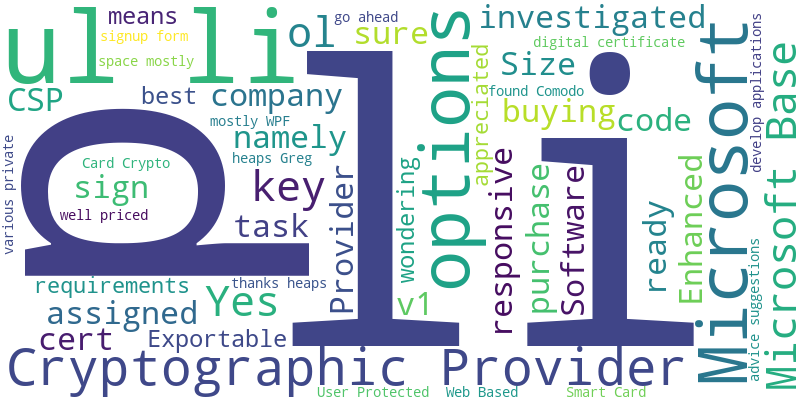 ul li
means
signup form
space mostly
go ahead
ol
sure
options
investigated
digital certificate
Size
found Comodo
appreciated
buying
code
Microsoft
develop applications
Microsoft Base
CSP
best
company
mostly WPF
namely
heaps Greg
Card Crypto
sign
well priced
various private
key
task
p
li
Provider
wondering
responsive
purchase
Software
ready
Enhanced
advice suggestions
requirements
thanks heaps
assigned
Yes
v1
cert
Exportable
Cryptographic Provider
User Protected
Web Based
Smart Card